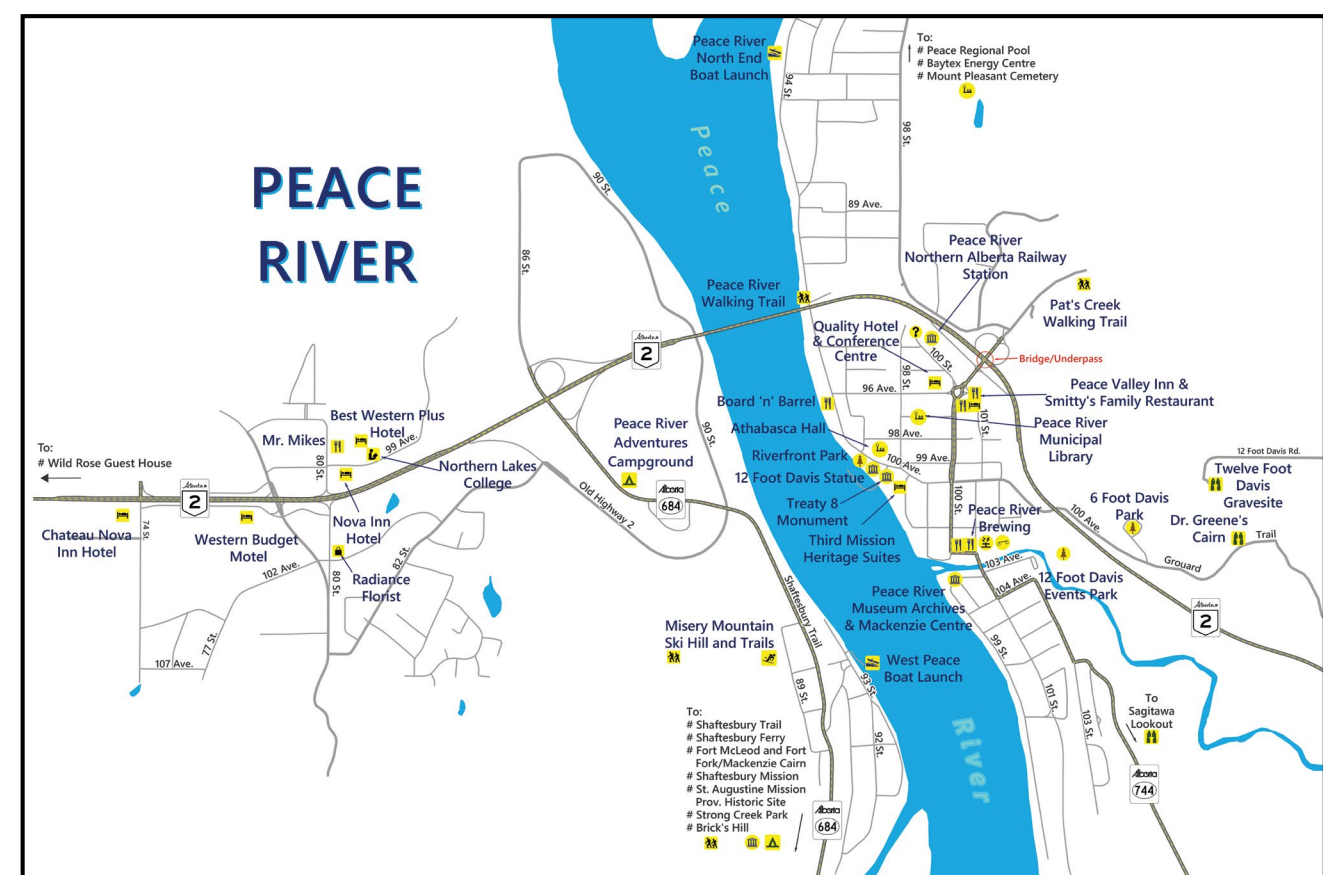 PEACE
RIVER
Peace River
North End
Boat Launch
94 St.
To:
# Peace Regional Pool
# Baytex Energy Centre
# Mount Pleasant Cemetery
98 St.
Peace
90 St.
86 St.
89 Ave.
Peace River
Northern Alberta Railway
Station
Peace River
Walking Trail
Pat's Creek
Walking Trail
Quality Hotel
& Conference
Centre
?
100 St.
Bridge/Underpass
Alberta
2
98 St.
96 Ave.
Peace Valley Inn &
Smitty's Family Restaurant
Board 'n' Barrel
101 St.
Peace River
Municipal
Library
Athabasca Hall
98 Ave.
Best Western Plus
Hotel
Mr. Mikes
99 Ave.
80 St.
Northern Lakes
College
Peace River
Adventures
Campground
90 St.
Riverfront Park
100 Ave.
99 Ave.
12 Foot Davis Statue
To:
# Wild Rose Guest House
Alberta
2
Alberta
684
Old Highway 2
12 Foot Davis Rd.
Twelve Foot
Davis
Gravesite
Treaty 8
Monument
100 St.
Peace River
Brewing
6 Foot Davis
Park
100 Ave.
Dr. Greene's
Cairn
Trail
Grouard
Chateau Nova
Inn Hotel
74 St.
Western Budget
Motel
Nova Inn
Hotel
82 St.
Third Mission
Heritage Suites
102 Ave.
80 St.
Radiance
Florist
103 Ave.
104 Ave.
12 Foot Davis
Events Park
Shaftesbury Trail
Peace River
Museum Archives
& Mackenzie Centre
Alberta
2
77 St.
107 Ave.
Misery Mountain
Ski Hill and Trails
99 St.
West Peace
Boat Launch
89 St.
93 St.
101 St.
103 St.
To
Sagitawa
Lookout
92 St.
River
To:
# Shaftesbury Trail
# Shaftesbury Ferry
# Fort McLeod and Fort
Fork/Mackenzie Cairn
# Shaftesbury Mission
# St. Augustine Mission
Prov. Historic Site
# Strong Creek Park
# Brick's Hill
Alberta
684
Alberta
744